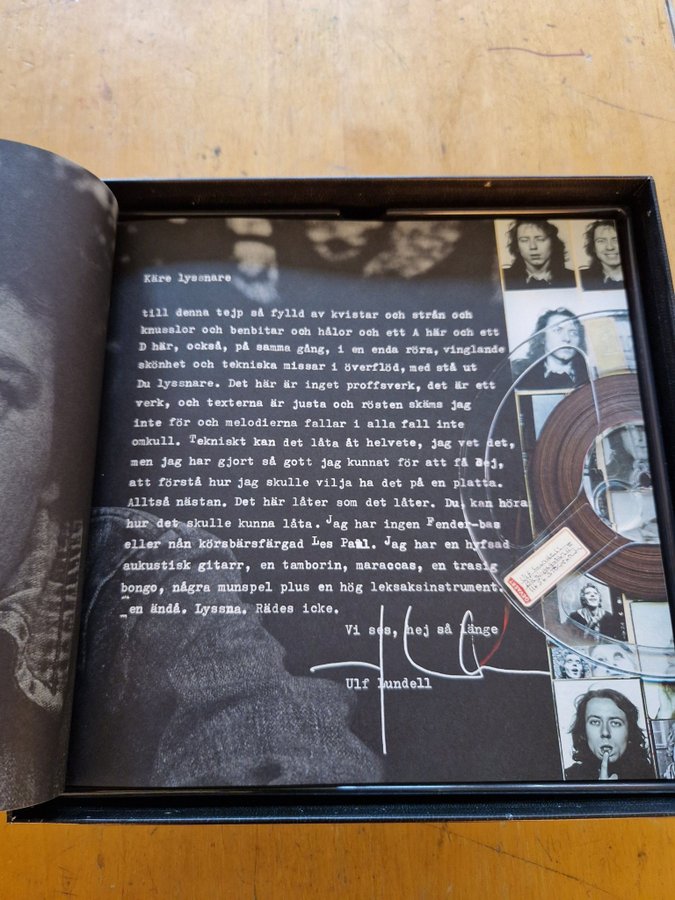 Käre lyssnare
till denna tejp så fylld av kvistar och strån och
knusslor och benbitar och hålor och ett A här och ett
D här, också, på samma gång, i en enda röra, vinglande
skönhet och tekniska missar i överflöd, med stå ut
Du lyssnare. Det här är inget proffsverk, det är ett
verk, och texterna är justa och rösten skäms jag
inte för och melodierna fallar i alla fall inte
omkull. Tekniskt kan det låta åt helvete, jag vet det,
men jag har gjort så gott jag kunnat för att få dej,
att förstå hur jag skulle vilja ha det på en platta.
Alltså nästan. Det här låter som det låter. Du kan höra
hur det skulle kunna låta. Jag har ingen Fender-bas
eller nån körsbärsfärgad Les Paul. Jag har en hyfsad
aukustisk gitarr, en tamborin, maraccas, en trasig
bongo, några munspel plus en hög leksaksinstrument.
en ändå. Lyssna. Rädes icke.
Vi ses, hej så länge
Ulf Lundell